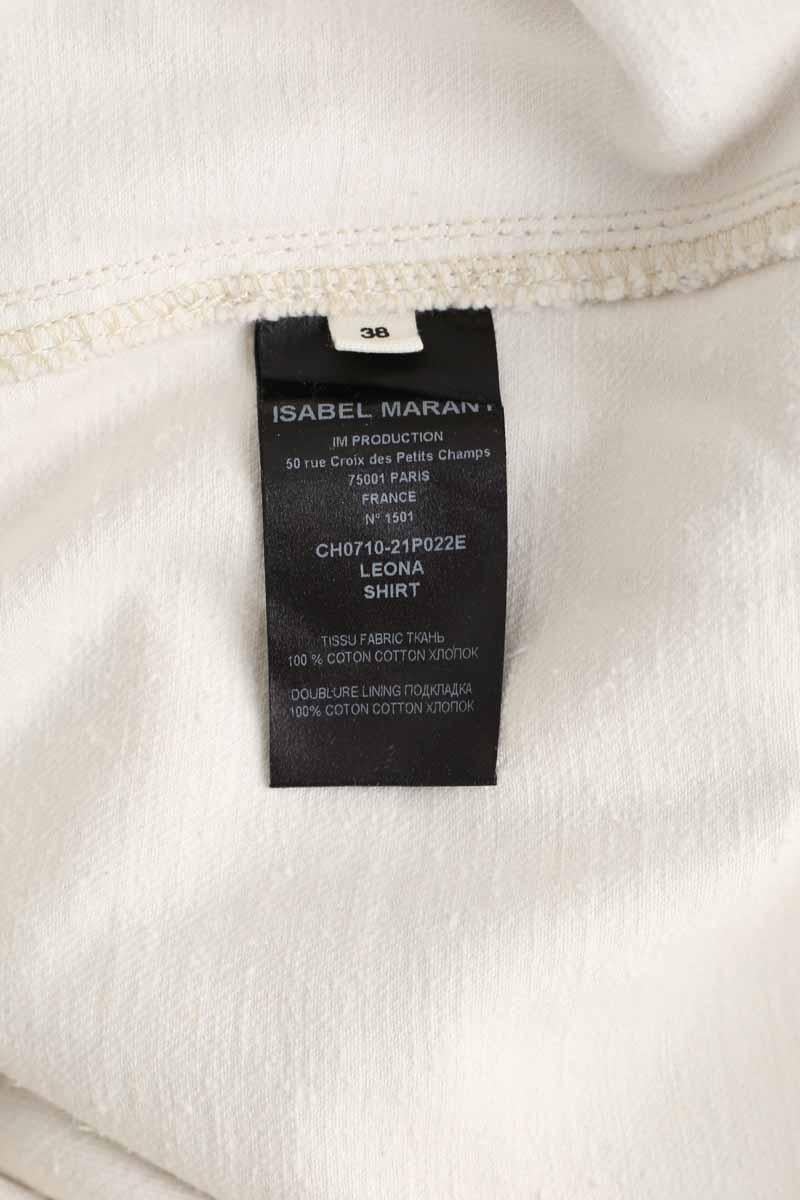 38
ISABEL MARANT
IM PRODUCTION
50 rue Croix des Petits Champs
75001 PARIS
FRANCE
N° 1501
CH0710-21P022E
LEONA
SHIRT
TISSU FABRIC ТКАНЬ
100 % COTON COTTON ХЛОПОК
DOUBLURE LINING ПОДКЛАДКА
100% COTON COTTON ХЛОПОК